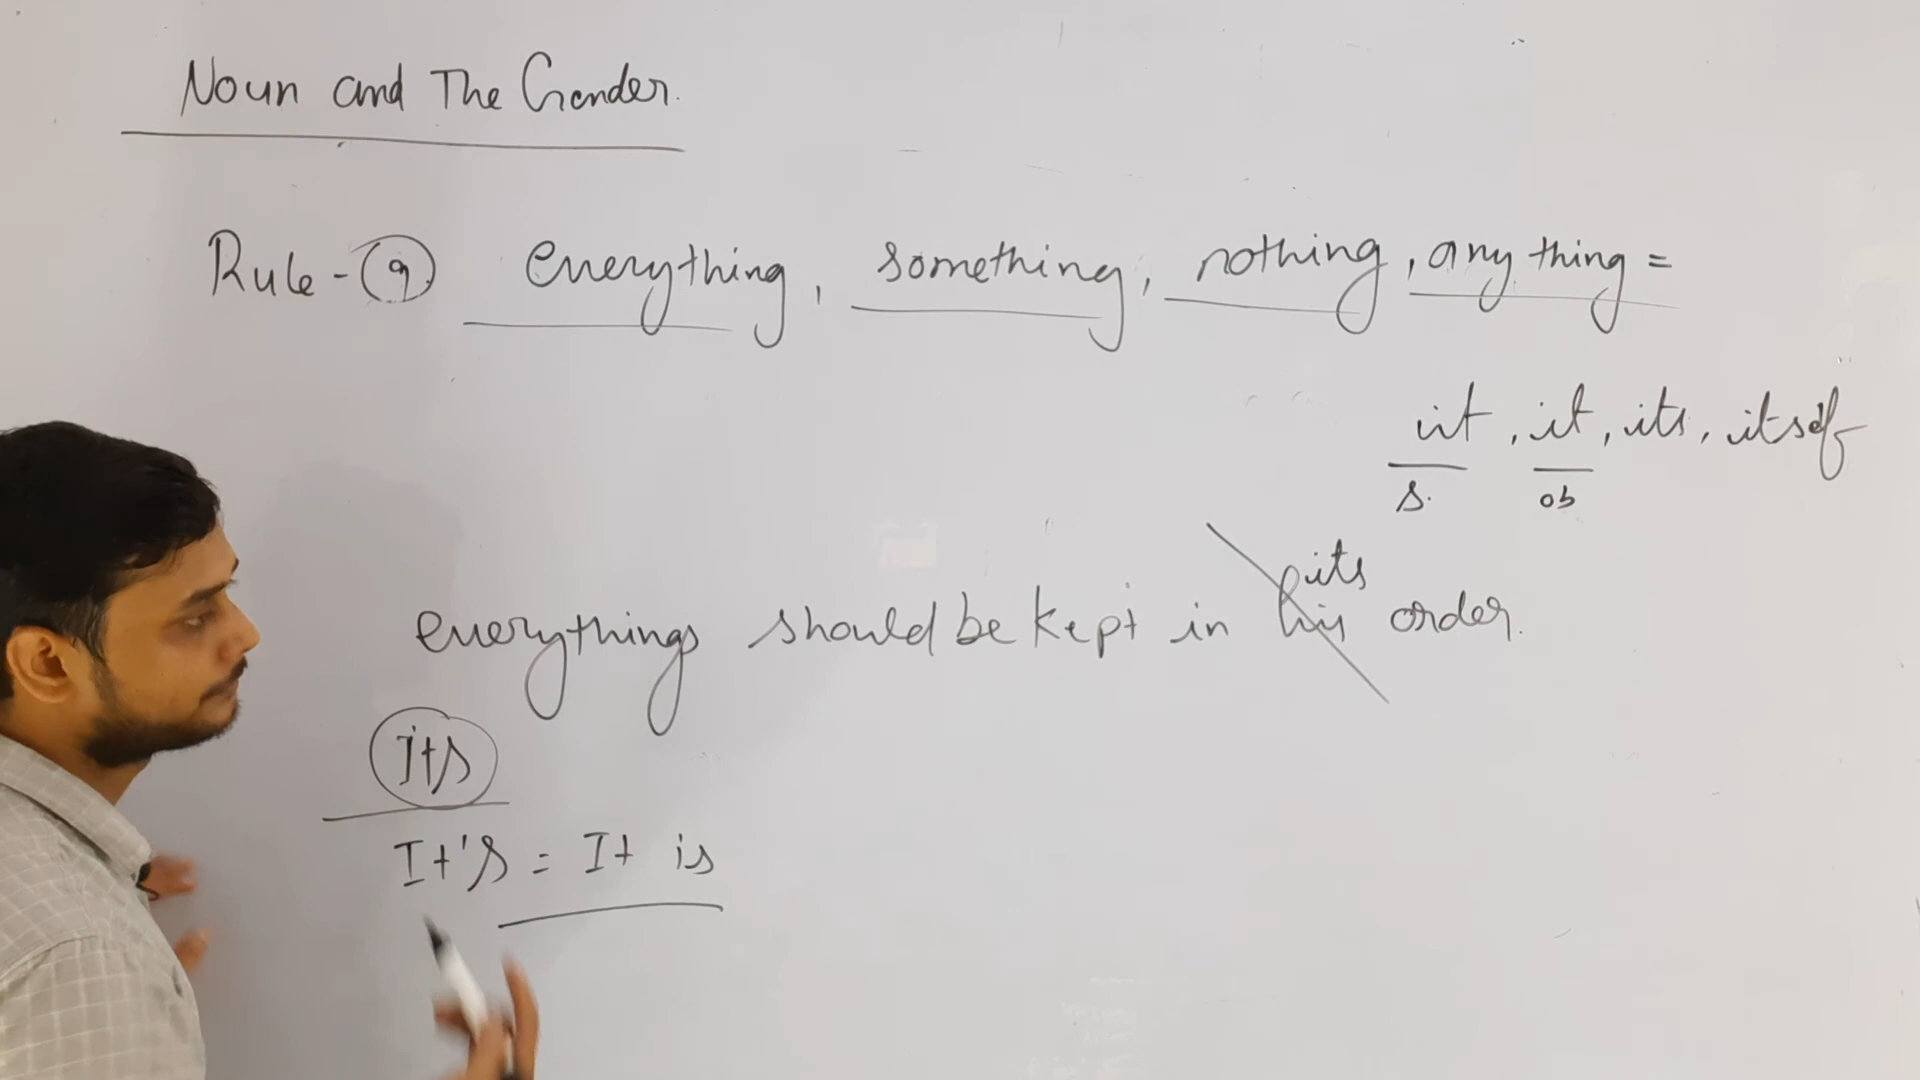 Noun and The Gender.
Rule-9 everything, something, nothing, anything =
it, it, its, itself
s. ob
its
everythings should be kept in his order.
Its
It's = It is